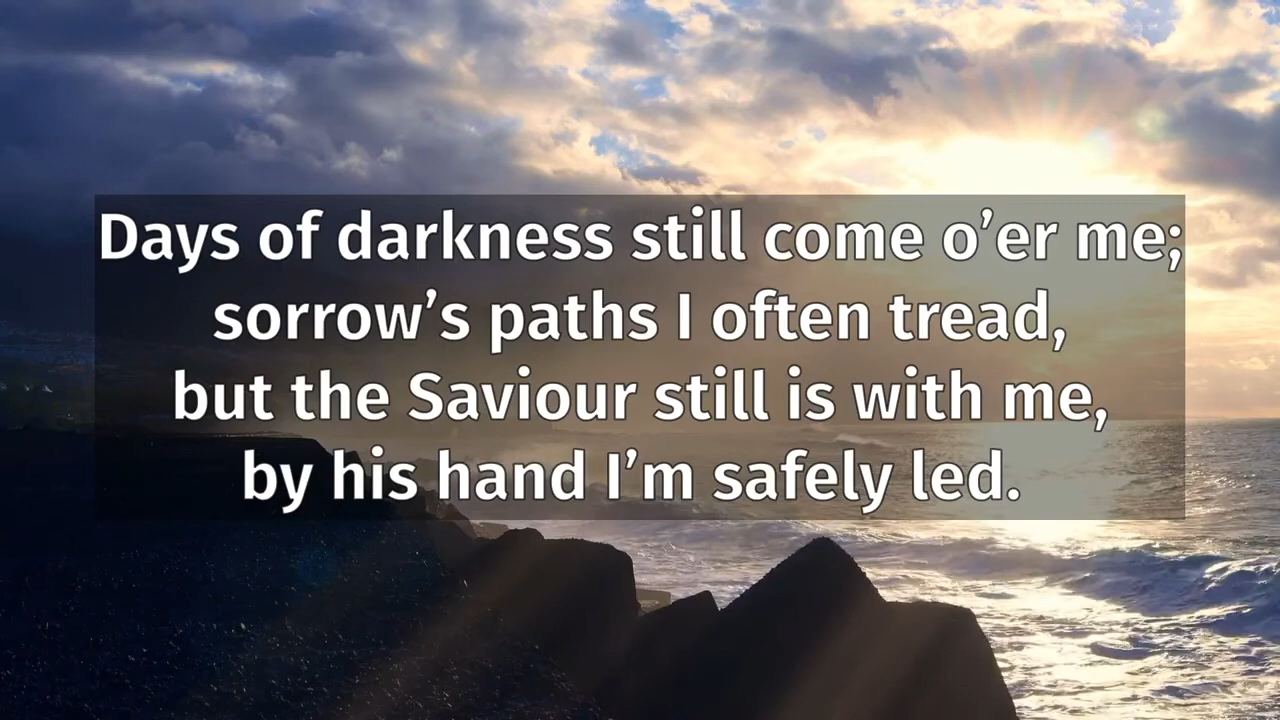 Days of darkness still come o’er me;
sorrow’s paths I often tread,
but the Saviour still is with me,
by his hand I’m safely led.